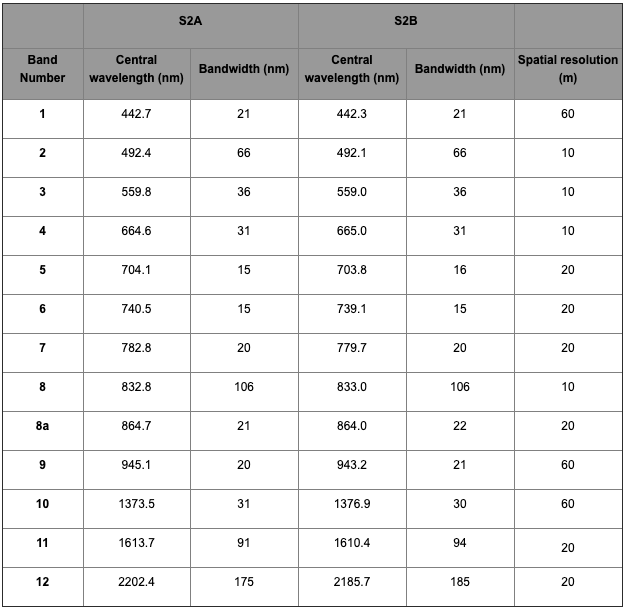 S2A S2B
Band Number Central wavelength (nm) Bandwidth (nm) Central wavelength (nm) Bandwidth (nm) Spatial resolution (m)
1 442.7 21 442.3 21 60
2 492.4 66 492.1 66 10
3 559.8 36 559.0 36 10
4 664.6 31 665.0 31 10
5 704.1 15 703.8 16 20
6 740.5 15 739.1 15 20
7 782.8 20 779.7 20 20
8 832.8 106 833.0 106 10
8a 864.7 21 864.0 22 20
9 945.1 20 943.2 21 60
10 1373.5 31 1376.9 30 60
11 1613.7 91 1610.4 94 20
12 2202.4 175 2185.7 185 20